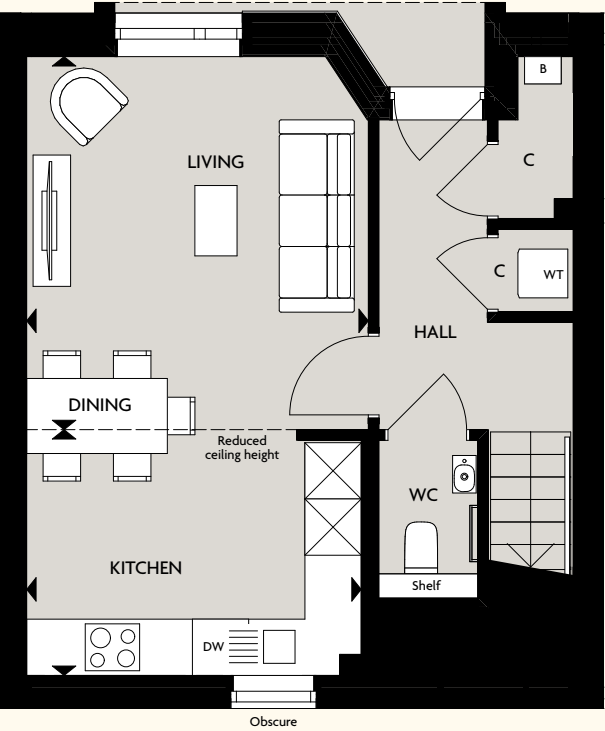 B
LIVING
C
C
WT
HALL
DINING
Reduced
ceiling height
WC
KITCHEN
Shelf
DW
Obscure